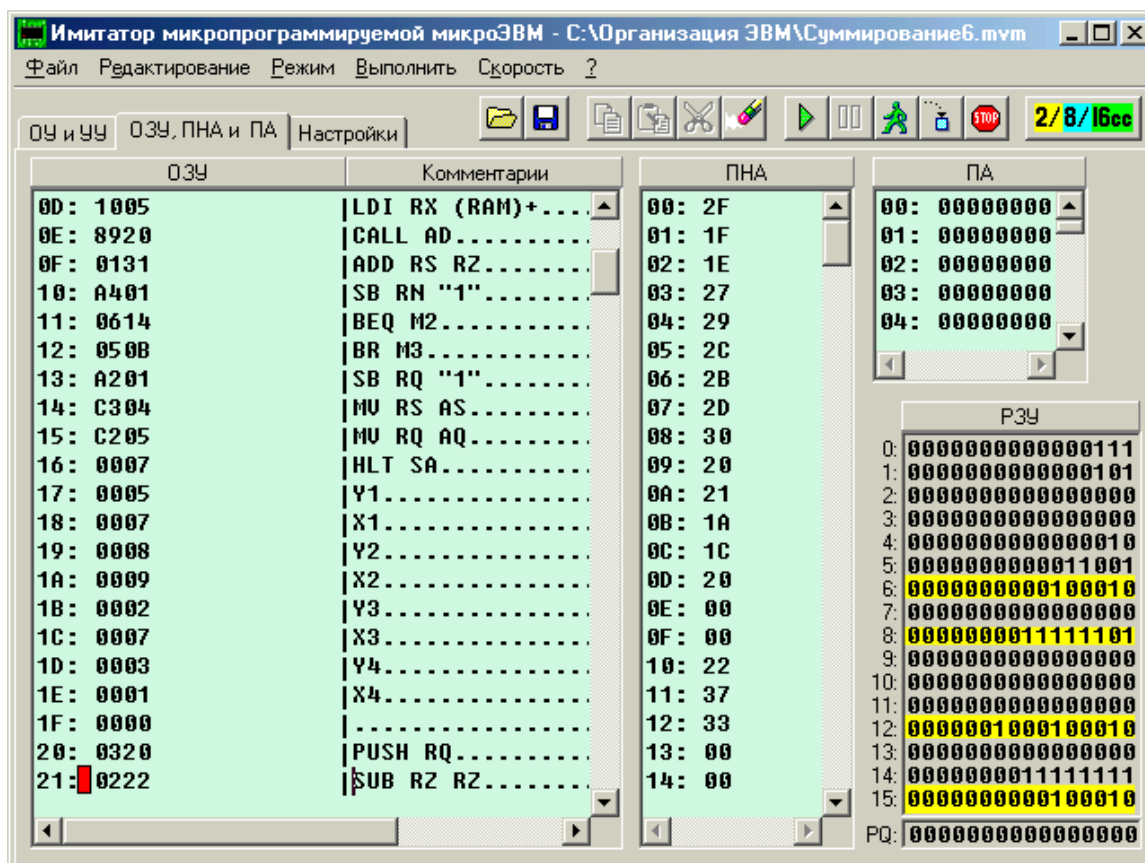 Имитатор микропрограммируемой микроЭВМ - C:\Организация ЭВМ\Суммирование6.mvm
Файл Редактирование Режим Выполнить Скорость ?
ОУ и УУ ОЗУ, ПНА и ПА Настройки 2/8/16cc
ОЗУ Комментарии
0D: 1005 |LDI RX (RAM)+....
0E: 8920 |CALL AD..........
0F: 0131 |ADD RS RZ........
10: A401 |SB RN "1"........
11: 0614 |BEQ M2...........
12: 050B |BR M3............
13: A201 |SB RQ "1"........
14: C304 |MV RS AS.........
15: C205 |MV RQ AQ.........
16: 0007 |HLT SA...........
17: 0005 |Y1...............
18: 0007 |X1...............
19: 0008 |Y2...............
1A: 0009 |X2...............
1B: 0002 |Y3...............
1C: 0007 |X3...............
1D: 0003 |Y4...............
1E: 0001 |X4...............
1F: 0000 |.................
20: 0320 |PUSH RQ..........
21: 0222 |SUB RZ RZ........
ПНА
00: 2F
01: 1F
02: 1E
03: 27
04: 29
05: 2C
06: 2B
07: 2D
08: 30
09: 20
0A: 21
0B: 1A
0C: 1C
0D: 20
0E: 00
0F: 00
10: 22
11: 37
12: 33
13: 00
14: 00
ПА
00: 00000000
01: 00000000
02: 00000000
03: 00000000
04: 00000000
РЗУ
0: 0000000000000111
1: 0000000000000101
2: 0000000000000000
3: 0000000000000000
4: 0000000000000010
5: 0000000000011001
6: 0000000000100010
7: 0000000000000000
8: 0000000011111101
9: 0000000000000000
10: 0000000000000000
11: 0000000000000000
12: 0000001000100010
13: 0000000000000000
14: 0000000011111111
15: 0000000000100010
PQ: 0000000000000000
STOP